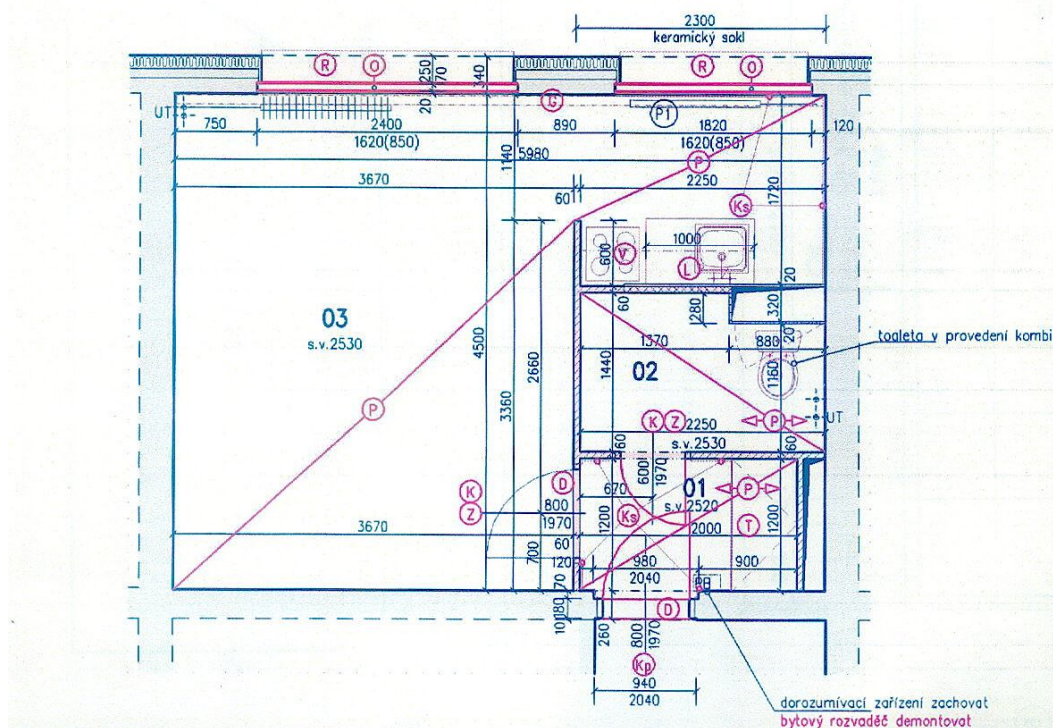 2300
keramický sokl
R
O
250
70
340
R
O
UT
20
G
P1
750
2400
890
1820
120
1620(850)
1620(850)
5980
1140
P
3670
2250
60
Ks
1720
V
1000
600
L
20
60
280
320
03
s.v.2530
20
toaleta v provedení kombi
1370
880
4500
2660
1440
02
1160
3360
P
K
Z
2250
P
UT
s.v.2530
60
60
K
Z
D
600
1970
670
01
s.v.2520
P
800
1970
1200
Ks
2000
T
1200
3670
60
700
120
980
2040
900
70
RB
10
180
260
800
1970
D
Kp
940
2040
dorozumívací zařízení zachovat
bytový rozvaděč demontovat